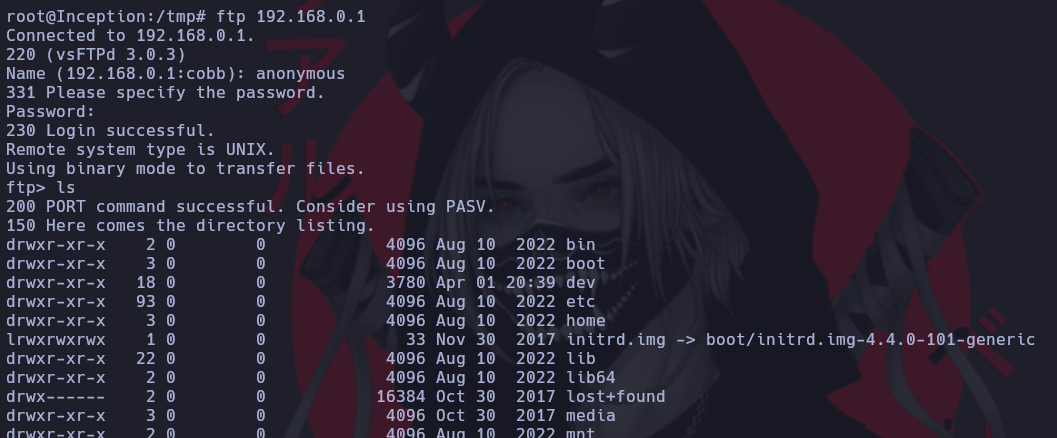 root@Inception:/tmp# ftp 192.168.0.1
Connected to 192.168.0.1.
220 (vsFTPd 3.0.3)
Name (192.168.0.1:cobb): anonymous
331 Please specify the password.
Password:
230 Login successful.
Remote system type is UNIX.
Using binary mode to transfer files.
ftp> ls
200 PORT command successful. Consider using PASV.
150 Here comes the directory listing.
drwxr-xr-x    2 0        0            4096 Aug 10  2022 bin
drwxr-xr-x    3 0        0            4096 Aug 10  2022 boot
drwxr-xr-x   18 0        0            3780 Apr 01 20:39 dev
drwxr-xr-x   93 0        0            4096 Aug 10  2022 etc
drwxr-xr-x    3 0        0            4096 Aug 10  2022 home
lrwxrwxrwx    1 0        0              33 Nov 30  2017 initrd.img -> boot/initrd.img-4.4.0-101-generic
drwxr-xr-x   22 0        0            4096 Aug 10  2022 lib
drwxr-xr-x    2 0        0            4096 Aug 10  2022 lib64
drwx------    2 0        0           16384 Oct 30  2017 lost+found
drwxr-xr-x    3 0        0            4096 Oct 30  2017 media
drwxr-xr-x    2 0        0            4096 Aug 10  2022 mnt